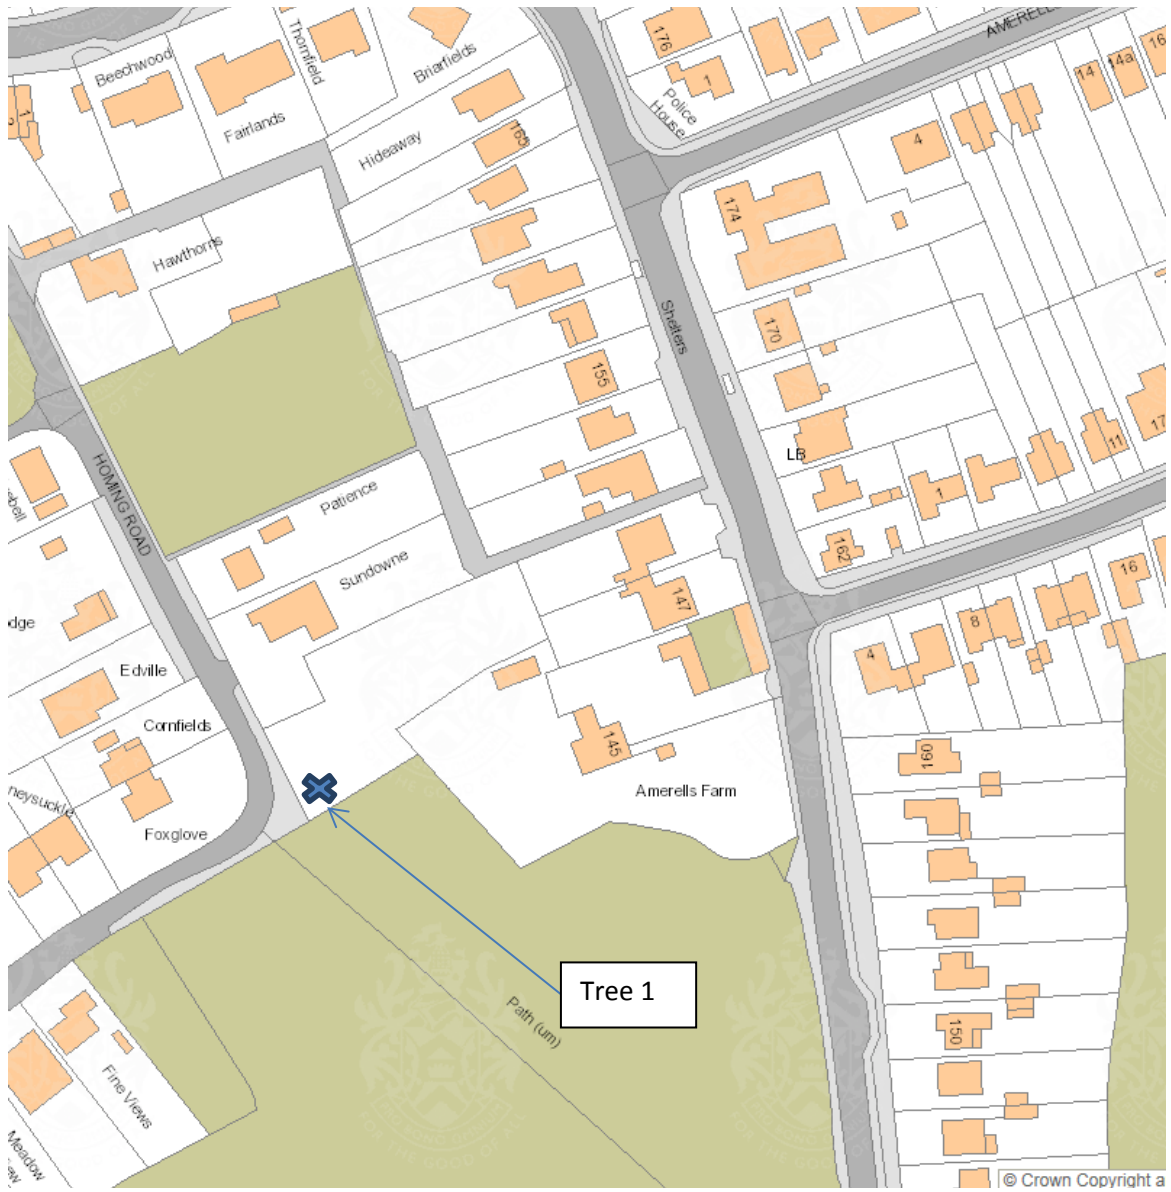 Beechwood
Thornfield
Briarfields
176
1
Police
House
AMERELLS
14
14a
16
Fairlands
Hideaway
165
4
174
Hawthorns
Shelters
170
155
HOMING ROAD
LB
11
17
Patience
1
162
Sundowne
147
16
8
4
Edville
Cornfields
145
160
Amerells Farm
Foxglove
Tree 1
Path (um)
150
Fine Views
Meadow
© Crown Copyright a